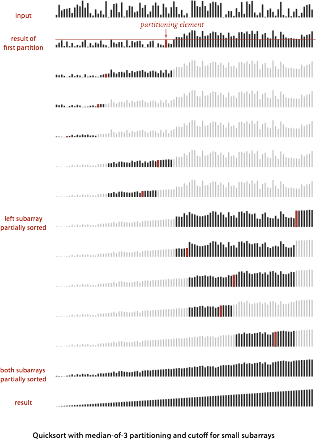 input
partitioning element
result of
first partition
left subarray
partially sorted
both subarrays
partially sorted
result
Quicksort with median-of-3 partitioning and cutoff for small subarrays